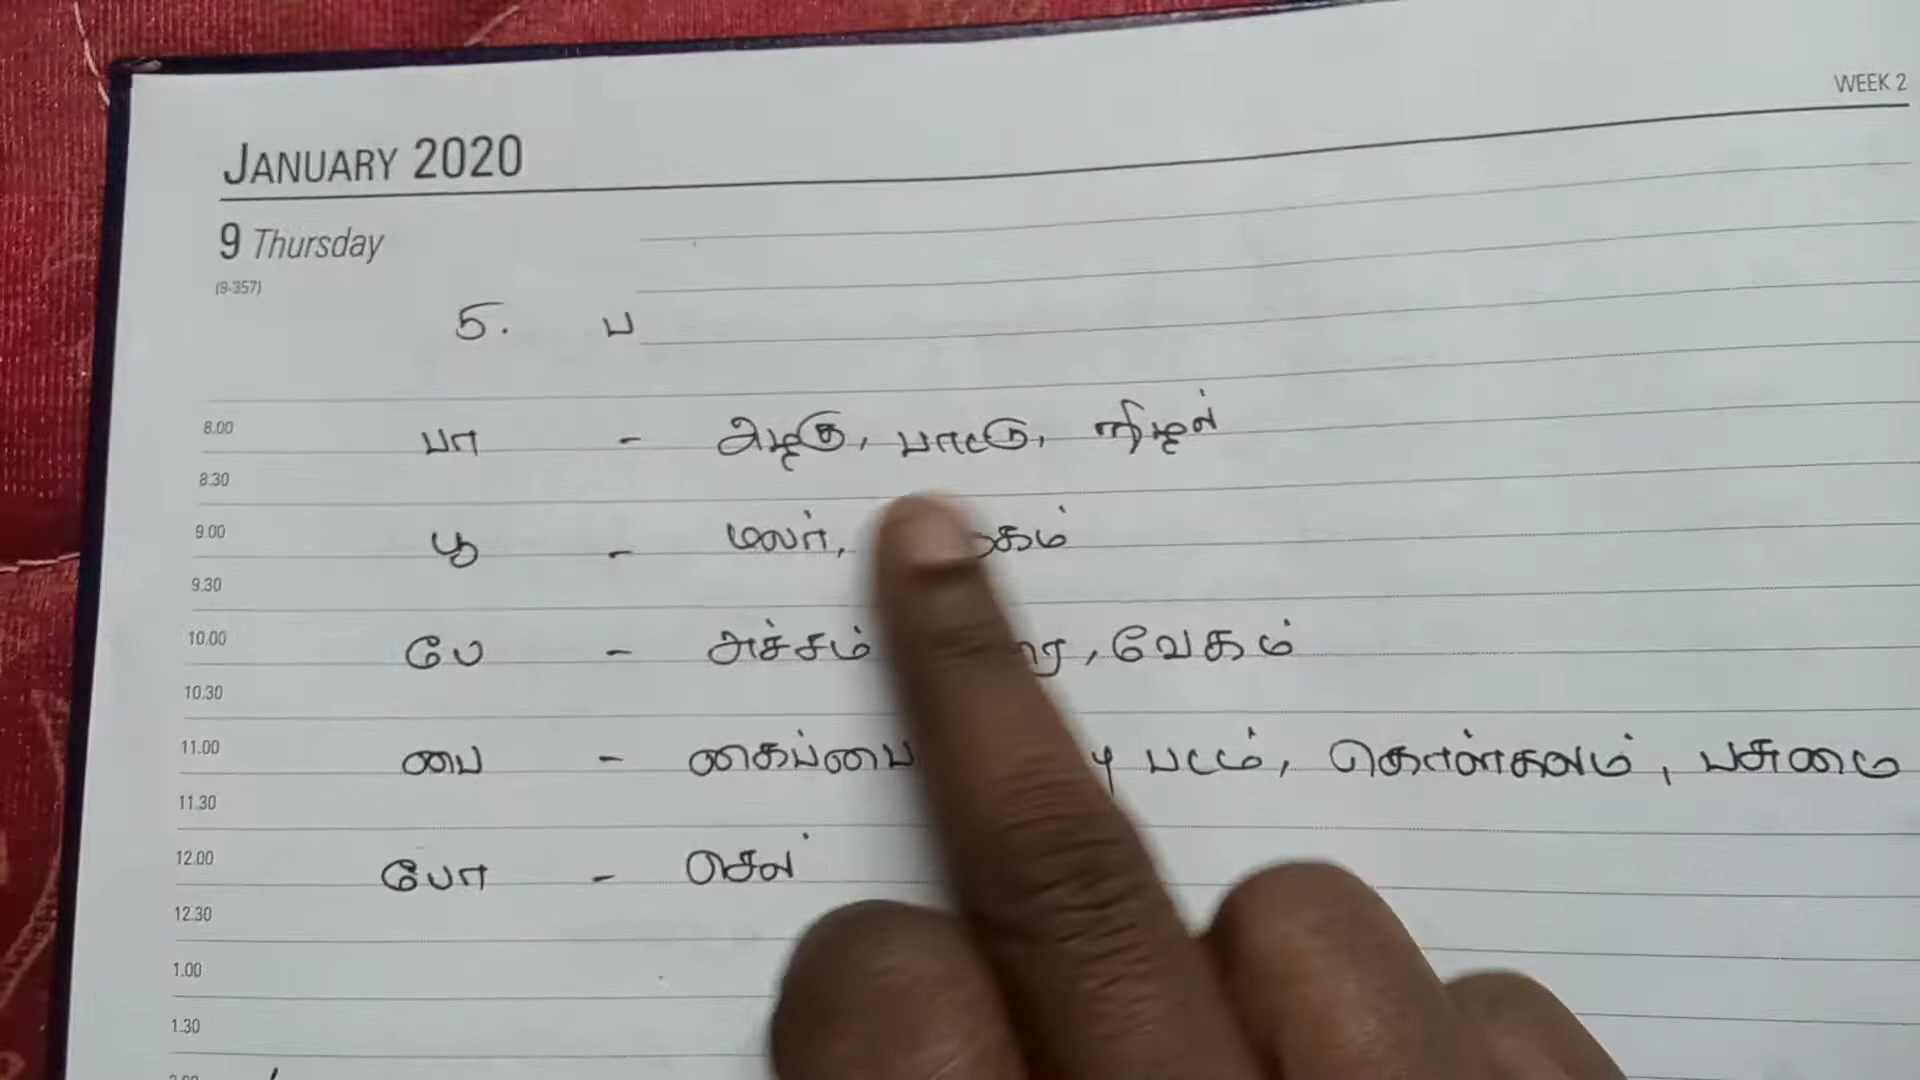 WEEK 2
JANUARY 2020
9 Thursday
(9-357)
5. ப
8.00 பா - அழகு, பாட்டு, நிழல்
8.30
9.00 பூ - மலர்,
9.30
10.00 பே - அச்சம் , வேகம்
10.30
11.00 பை - கைப்பை படம், கொள்கலம், பசுமை
11.30
12.00 போ - செல்
12.30
1.00
1.30